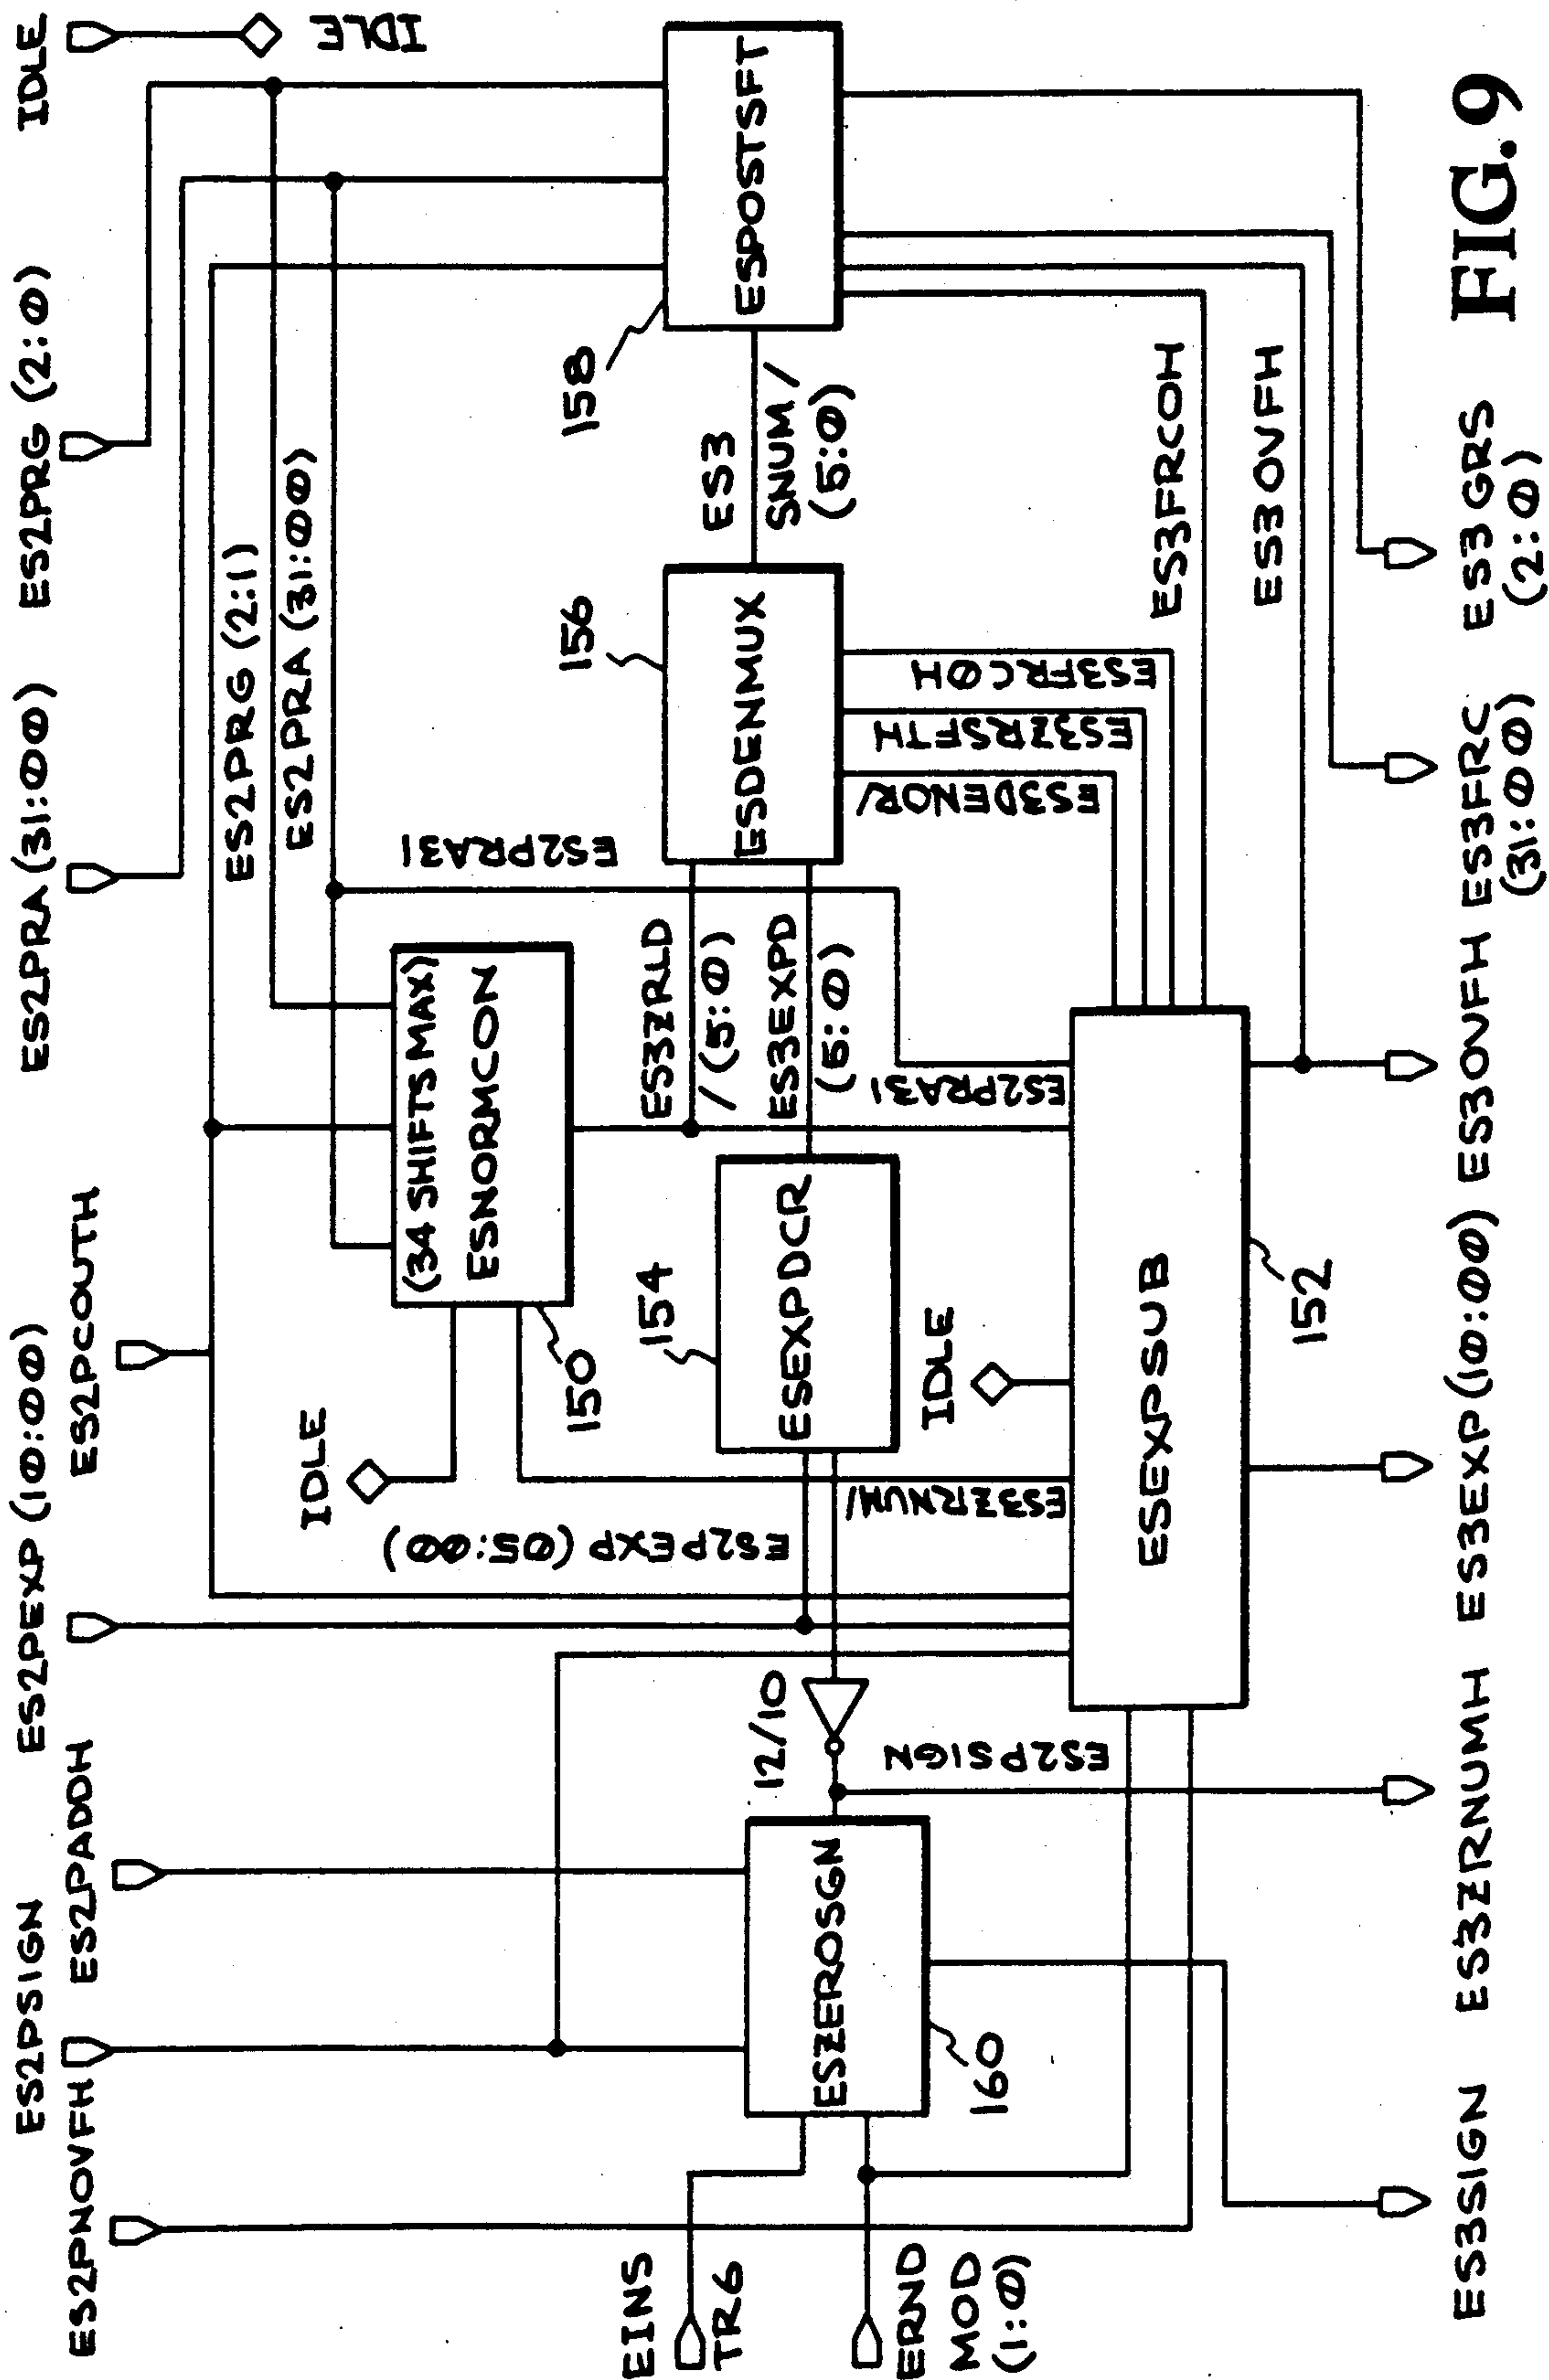 ES2PSIGN
ES2PNOVFH
ES2PADDH
ES2PEXP (10:00)
ES2PCOUTH
ES2PRA (31:00)
ES2PRG (2:0)
IDLE
IDLE
ES2PRG (2:1)
ES2PRA (31:00)
IDLE
(34 SHIFTS MAX)
ESNORMCON
150
ES2PRA31
ES2PEXP (05:00)
154
ESEXPDCR
ES3ZRLD
/ (5:0)
ES3EXPD
(5:0)
156
ESDENMUX
ES3
SNUM /
(5:0)
158
ESPOSTSFT
EINS
TR6
ERND
MOD
(1:0)
ESZEROSGN
160
12/10
ES2PSIGN
ES3ZRNUM/
IDLE
ES2PRA31
ES3DENOR/
ES3ZRSFTH
ES3FRC0H
ES3FRCOH
ES3OVFH
ESEXPSUB
152
ES3SIGN
ES3ZRNUMH
ES3EXP (10:00)
ES3OVFH
ES3FRC
(31:00)
ES3GRS
(2:0)
FIG. 9